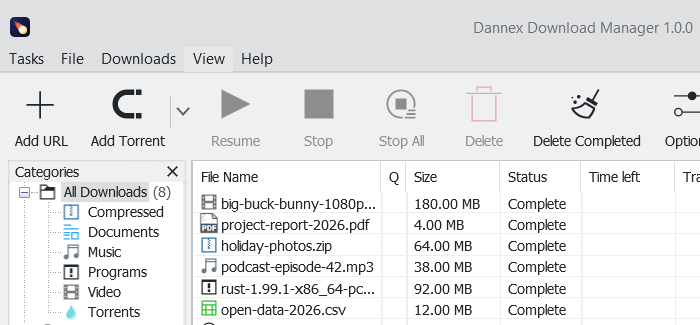 Dannex Download Manager 1.0.0
Tasks File Downloads View Help
Add URL Add Torrent Resume Stop Stop All Delete Delete Completed Optio
Categories
All Downloads (8)
Compressed
Documents
Music
Programs
Video
Torrents
File Name Q Size Status Time left Tra
big-buck-bunny-1080p... 180.00 MB Complete
PDF project-report-2026.pdf 4.00 MB Complete
holiday-photos.zip 64.00 MB Complete
podcast-episode-42.mp3 38.00 MB Complete
rust-1.99.1-x86_64-pc... 92.00 MB Complete
open-data-2026.csv 12.00 MB Complete